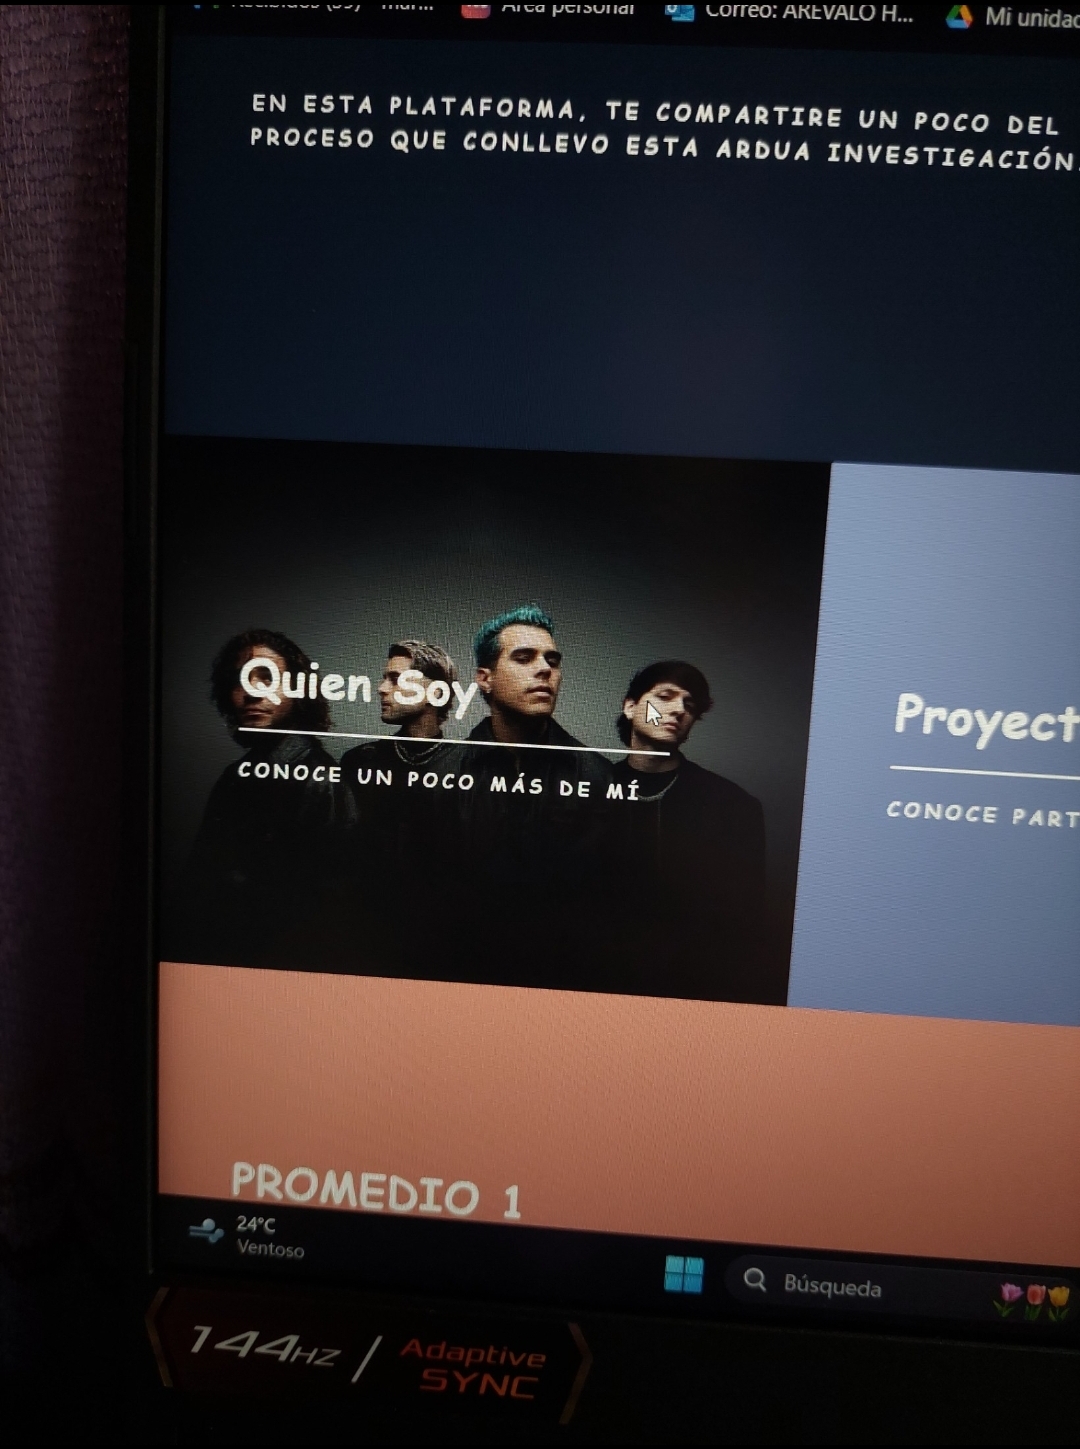 Área personal
Correo: AREVALO H...
Mi unidad
EN ESTA PLATAFORMA, TE COMPARTIRE UN POCO DEL
PROCESO QUE CONLLEVO ESTA ARDUA INVESTIGACIÓN.
Quien Soy
CONOCE UN POCO MÁS DE MÍ
Proyect
CONOCE PART
PROMEDIO 1
24°C
Ventoso
Búsqueda
144HZ / Adaptive
SYNC